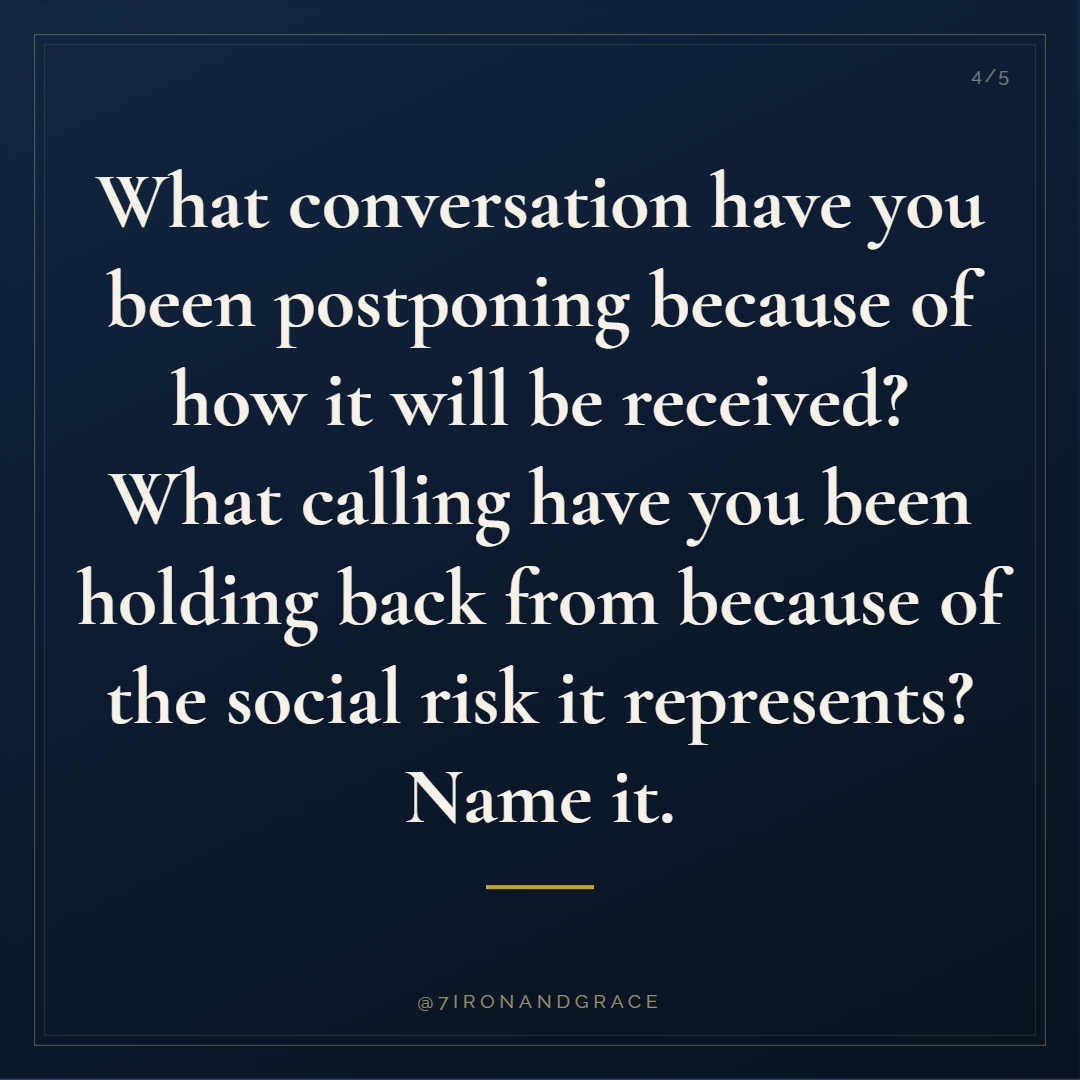 4/5
What conversation have you
been postponing because of
how it will be received?
What calling have you been
holding back from because of
the social risk it represents?
Name it.
@7IRONANDGRACE